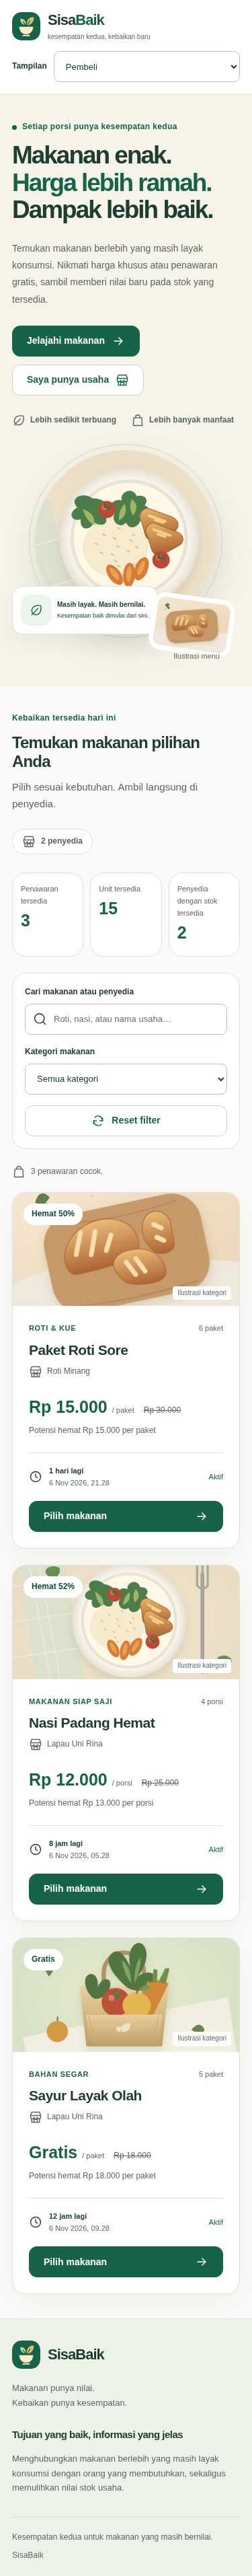 SisaBaik
kesempatan kedua, kebaikan baru
Tampilan
Pembeli
Setiap porsi punya kesempatan kedua
Makanan enak.
Harga lebih ramah.
Dampak lebih baik.
Temukan makanan berlebih yang masih layak
konsumsi. Nikmati harga khusus atau penawaran
gratis, sambil memberi nilai baru pada stok yang
tersedia.
Jelajahi makanan
Saya punya usaha
Lebih sedikit terbuang
Lebih banyak manfaat
Masih layak. Masih bernilai.
Kesempatan baik dimulai dari sini.
Ilustrasi menu
Kebaikan tersedia hari ini
Temukan makanan pilihan
Anda
Pilih sesuai kebutuhan. Ambil langsung di
penyedia.
2 penyedia
Penawaran
tersedia
3
Unit tersedia
15
Penyedia
dengan stok
tersedia
2
Cari makanan atau penyedia
Roti, nasi, atau nama usaha…
Kategori makanan
Semua kategori
Reset filter
3 penawaran cocok.
Hemat 50%
Ilustrasi kategori
ROTI & KUE
6 paket
Paket Roti Sore
Roti Minang
Rp 15.000 / paket Rp 30.000
Potensi hemat Rp 15.000 per paket
1 hari lagi
6 Nov 2026, 21.28
Aktif
Pilih makanan
Hemat 52%
Ilustrasi kategori
MAKANAN SIAP SAJI
4 porsi
Nasi Padang Hemat
Lapau Uni Rina
Rp 12.000 / porsi Rp 25.000
Potensi hemat Rp 13.000 per porsi
8 jam lagi
6 Nov 2026, 05.28
Aktif
Pilih makanan
Gratis
Ilustrasi kategori
BAHAN SEGAR
5 paket
Sayur Layak Olah
Lapau Uni Rina
Gratis / paket Rp 18.000
Potensi hemat Rp 18.000 per paket
12 jam lagi
6 Nov 2026, 09.28
Aktif
Pilih makanan
SisaBaik
Makanan punya nilai.
Kebaikan punya kesempatan.
Tujuan yang baik, informasi yang jelas
Menghubungkan makanan berlebih yang masih layak
konsumsi dengan orang yang membutuhkan, sekaligus
memulihkan nilai stok usaha.
Kesempatan kedua untuk makanan yang masih bernilai.
SisaBaik